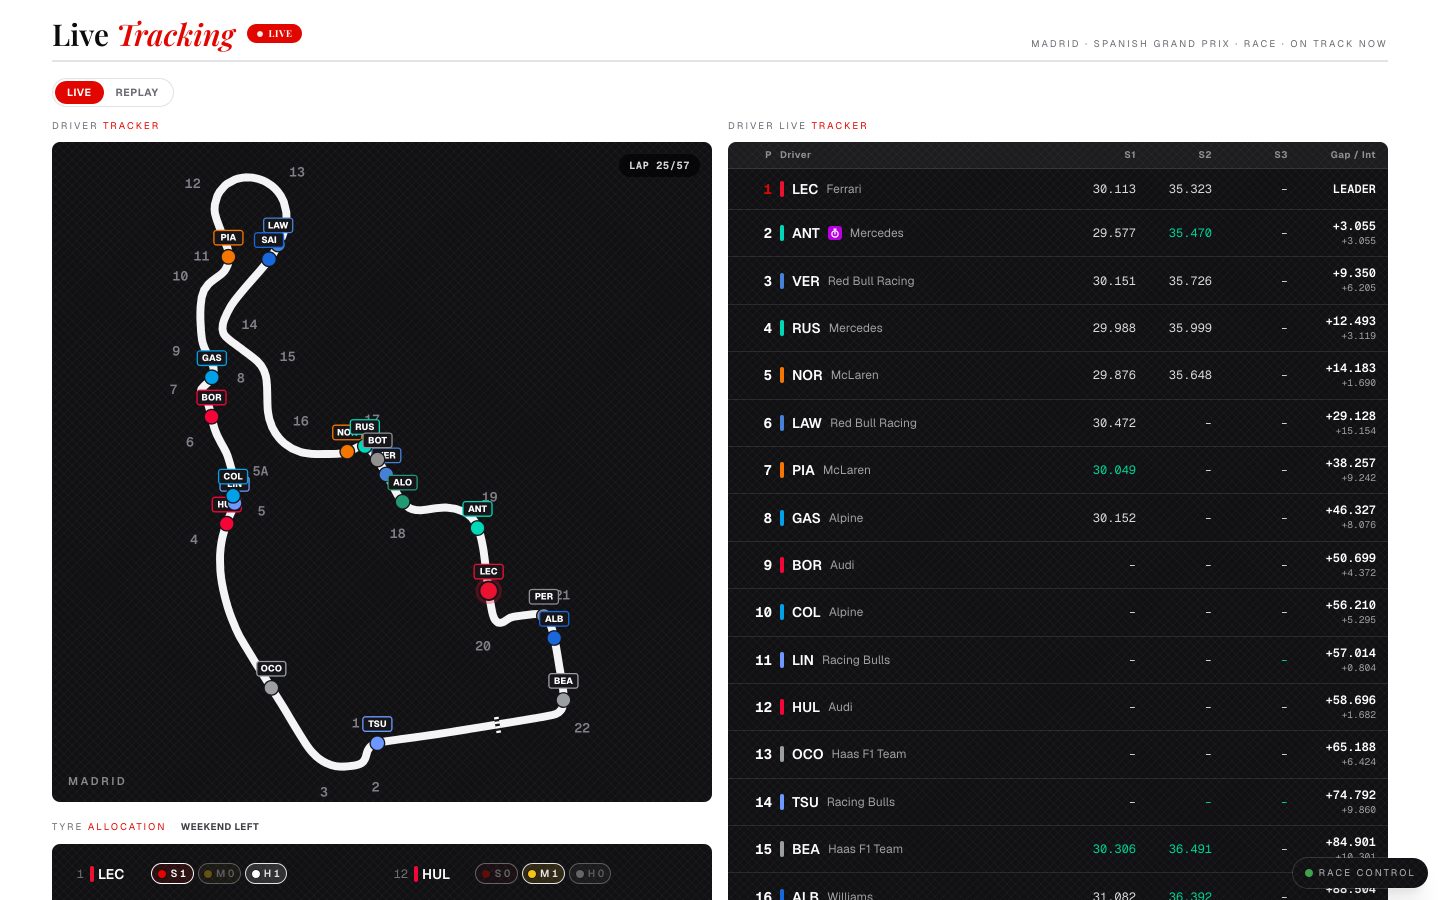 Live Tracking LIVE
MADRID · SPANISH GRAND PRIX · RACE · ON TRACK NOW
LIVE REPLAY
DRIVER TRACKER
LAP 25/57
13
12
LAW
PIA SAI
11
10
14
9
GAS
15
7 8
BOR
16 17
RUS
BOT
6
5A
COL
ALO
ANT 19
5
18
4
LEC
PER 21
ALB
20
OCO
BEA
1 TSU
22
MADRID
3 2
TYRE ALLOCATION WEEKEND LEFT
1 LEC S 1 M 0 H 1
12 HUL S 0 M 1 H 0
DRIVER LIVE TRACKER
P Driver S1 S2 S3 Gap / Int
1 LEC Ferrari 30.113 35.323 – LEADER
2 ANT Mercedes 29.577 35.470 – +3.055
+3.055
3 VER Red Bull Racing 30.151 35.726 – +9.350
+6.205
4 RUS Mercedes 29.988 35.999 – +12.493
+3.119
5 NOR McLaren 29.876 35.648 – +14.183
+1.690
6 LAW Red Bull Racing 30.472 – – +29.128
+15.154
7 PIA McLaren 30.049 – – +38.257
+9.242
8 GAS Alpine 30.152 – – +46.327
+8.076
9 BOR Audi – – – +50.699
+4.372
10 COL Alpine – – – +56.210
+5.295
11 LIN Racing Bulls – – – +57.014
+0.804
12 HUL Audi – – – +58.696
+1.682
13 OCO Haas F1 Team – – – +65.188
+6.424
14 TSU Racing Bulls – – – +74.792
+9.860
15 BEA Haas F1 Team 30.306 36.491 – +84.901
+10.301
16 ALB Williams 31.082 36.392 – +88.504
RACE CONTROL